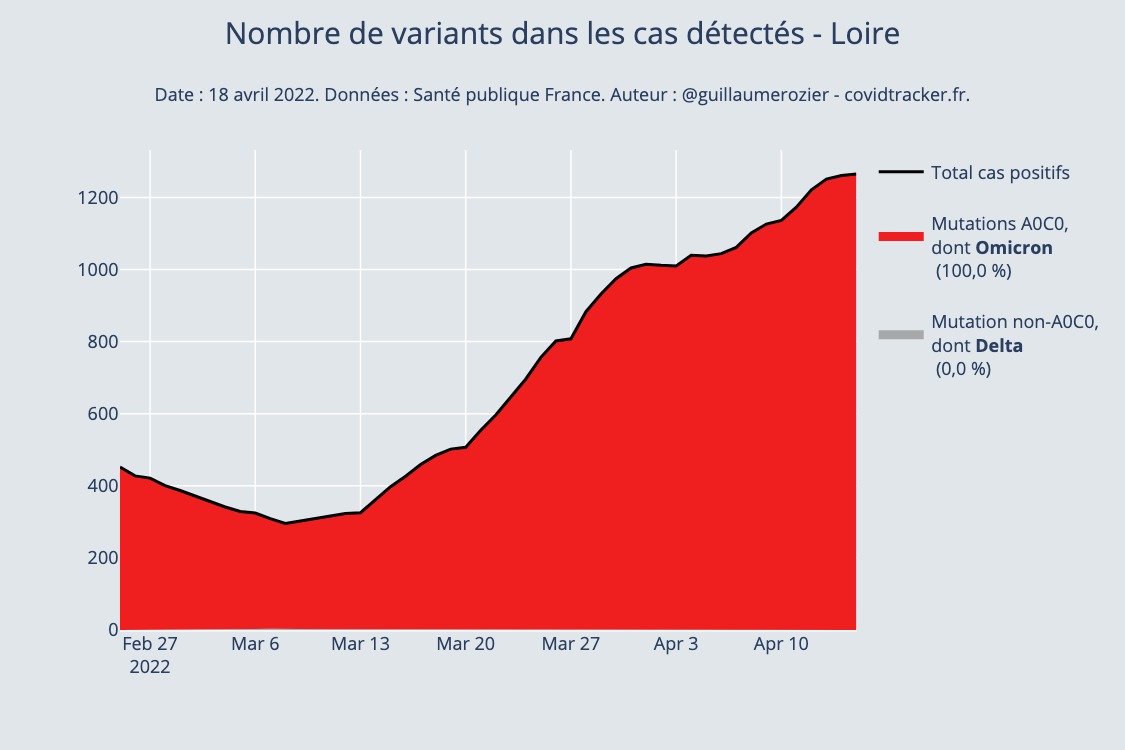 Nombre de variants dans les cas détectés - Loire
Date : 18 avril 2022. Données : Santé publique France. Auteur : @guillaumerozier - covidtracker.fr.
1200
1000
800
600
400
200
0
Feb 27
2022
Mar 6
Mar 13
Mar 20
Mar 27
Apr 3
Apr 10
Total cas positifs
Mutations A0C0,
dont Omicron
(100,0 %)
Mutation non-A0C0,
dont Delta
(0,0 %)